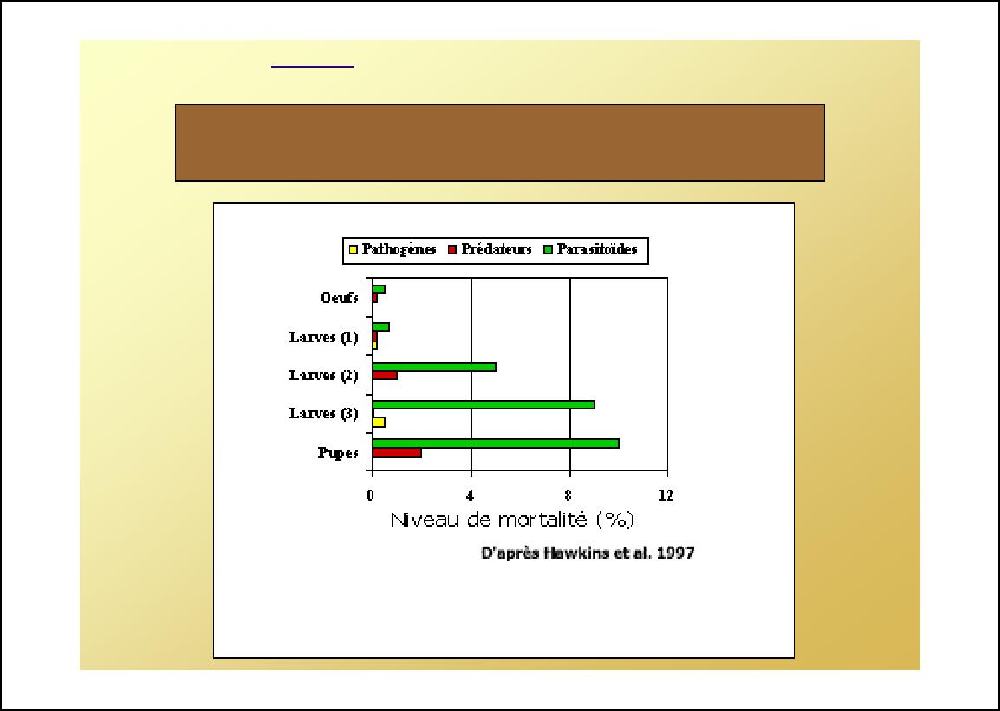 Pathogènes Prédateurs Parasitoïdes
Oeufs
Larves (1)
Larves (2)
Larves (3)
Pupes
0 4 8 12
Niveau de mortalité (%)
D'après Hawkins et al. 1997